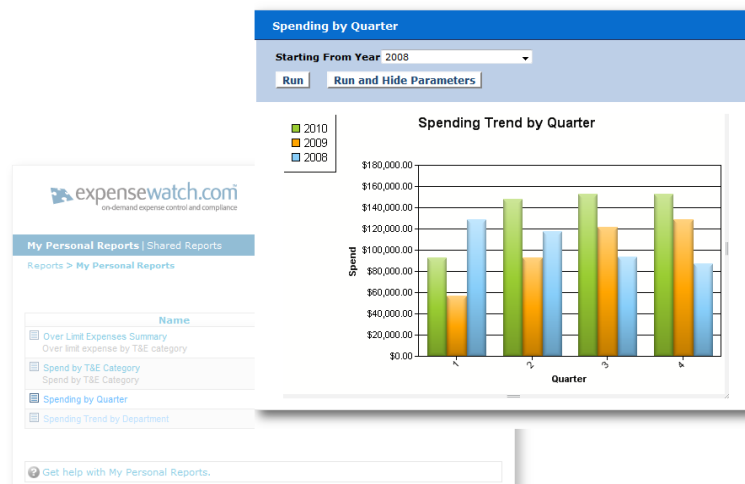 Spending by Quarter
Starting From Year 2008
Run Run and Hide Parameters
2010
2009
2008
Spending Trend by Quarter
$180,000.00
$160,000.00
$140,000.00
$120,000.00
$100,000.00
$80,000.00
$60,000.00
$40,000.00
$20,000.00
$0.00
Spend
1 2 3 4
Quarter
expensewatch.com
on-demand expense control and compliance
My Personal Reports | Shared Reports
Reports > My Personal Reports
Name
Over Limit Expenses Summary
Over limit expense by T&E category
Spend by T&E Category
Spend by T&E Category
Spending by Quarter
Spending Trend by Department
Get help with My Personal Reports.